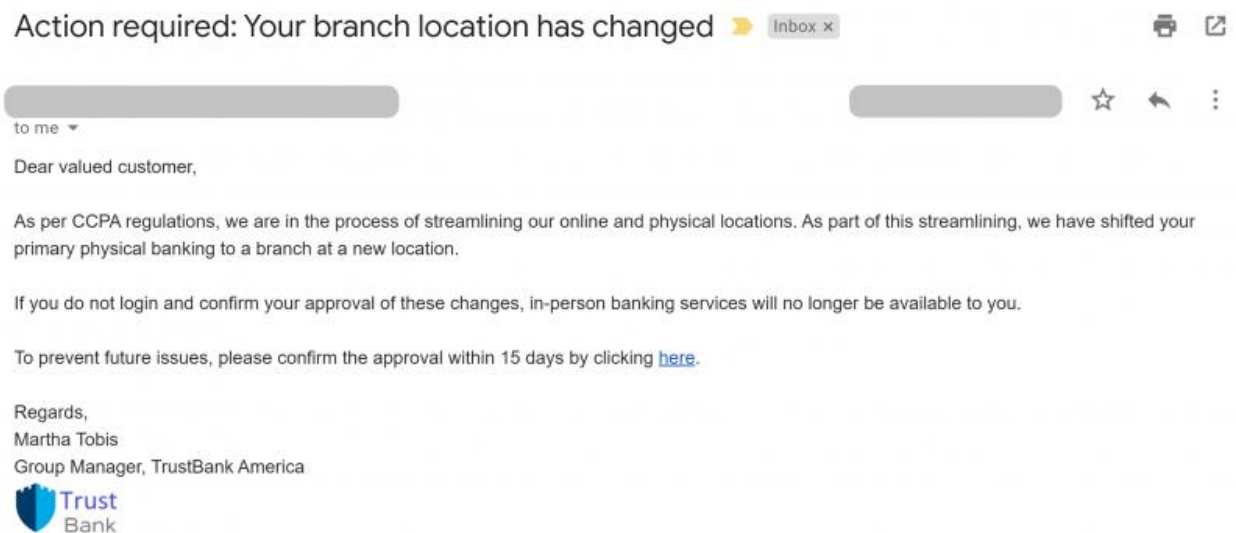 Action required: Your branch location has changed Inbox ×
to me
Dear valued customer,
As per CCPA regulations, we are in the process of streamlining our online and physical locations. As part of this streamlining, we have shifted your
primary physical banking to a branch at a new location.
If you do not login and confirm your approval of these changes, in-person banking services will no longer be available to you.
To prevent future issues, please confirm the approval within 15 days by clicking here.
Regards,
Martha Tobis
Group Manager, TrustBank America
Trust
Bank